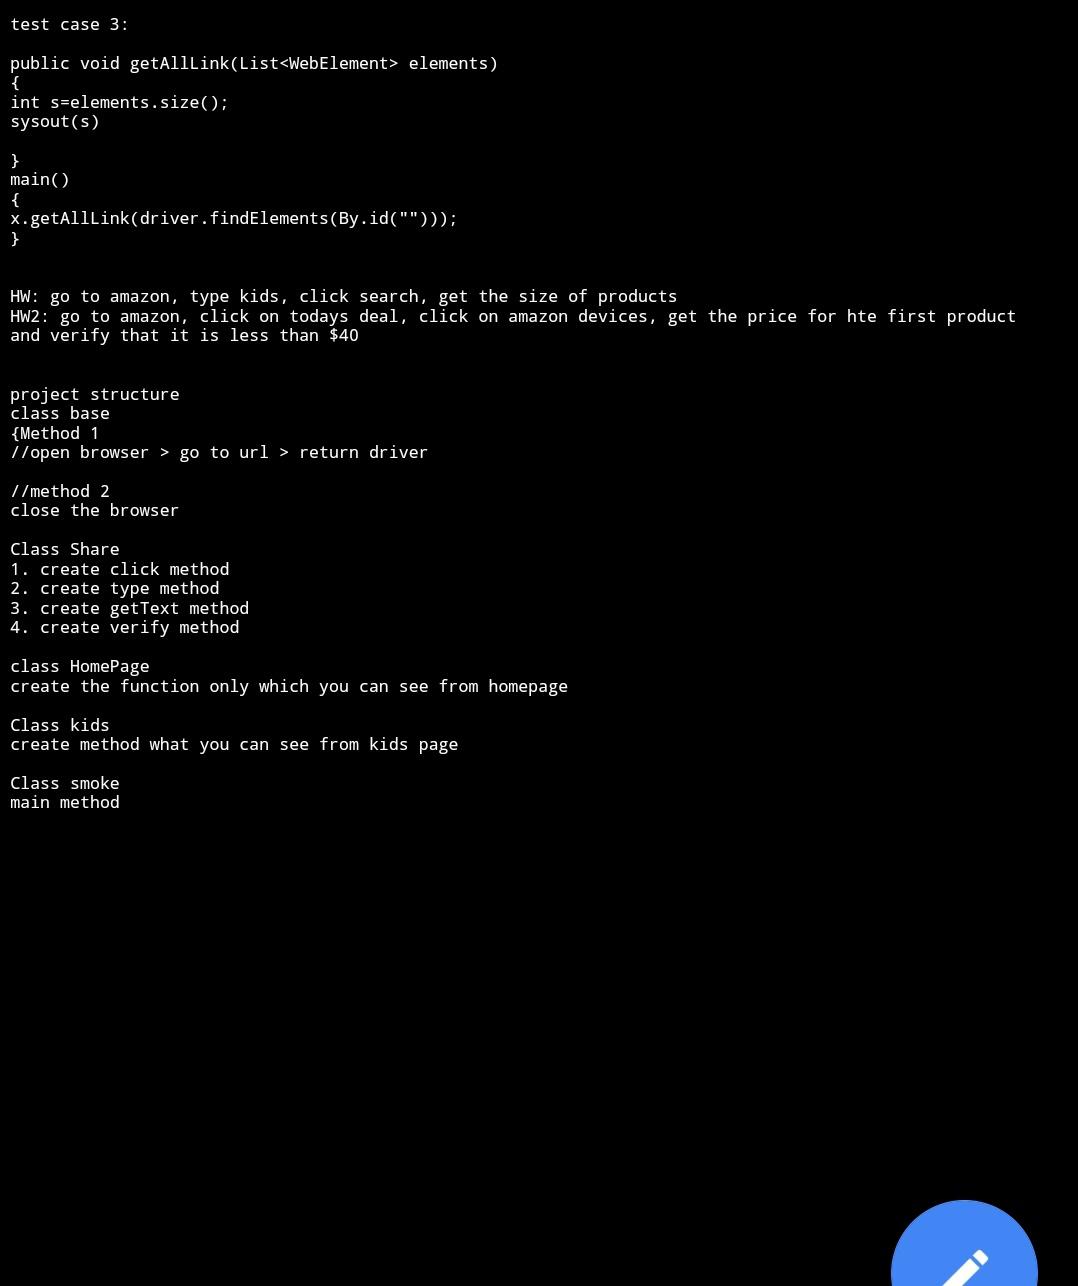 test case 3:
public void getAllLink(List<WebElement> elements)
{
int s=elements.size();
sysout(s)
}
main()
{
x.getAllLink(driver.findElements(By.id("")));
}
HW: go to amazon, type kids, click search, get the size of products
HW2: go to amazon, click on todays deal, click on amazon devices, get the price for hte first product
and verify that it is less than $40
project structure
class base
{Method 1
//open browser > go to url > return driver
//method 2
close the browser
Class Share
1. create click method
2. create type method
3. create getText method
4. create verify method
class HomePage
create the function only which you can see from homepage
Class kids
create method what you can see from kids page
Class smoke
main method